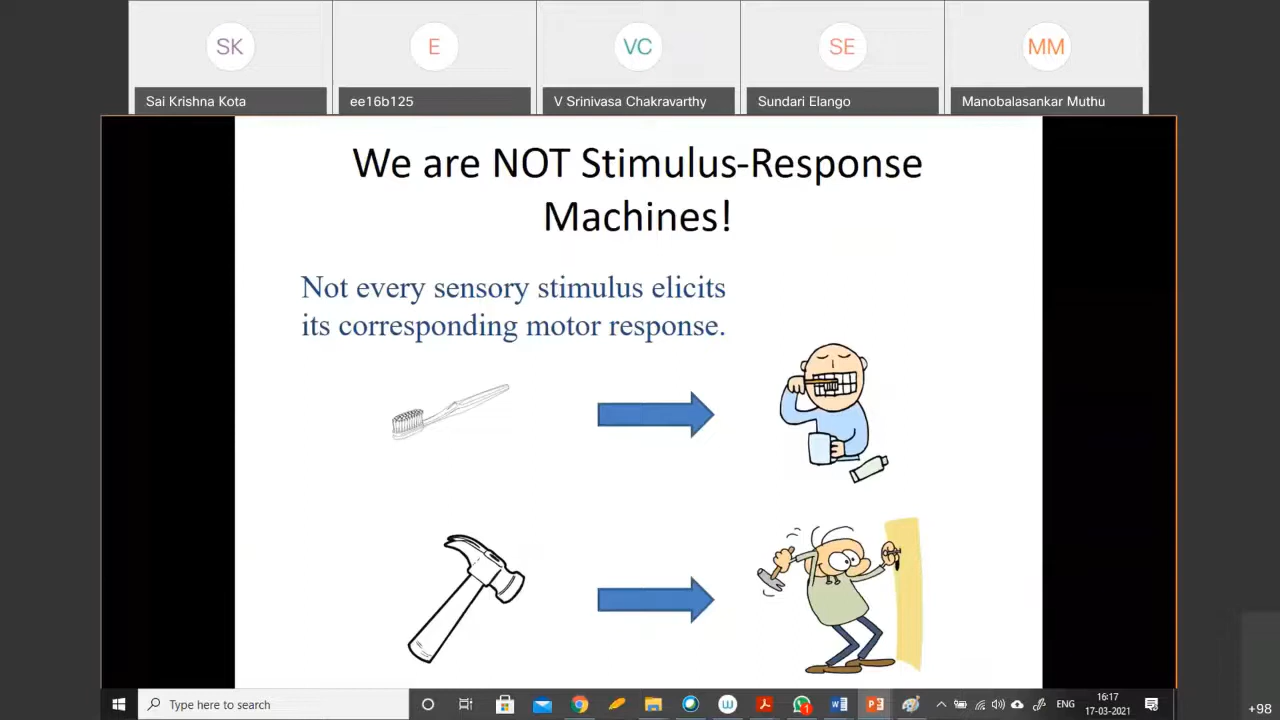 SK
E
VC
SE
MM
Sai Krishna Kota
ee16b125
V Srinivasa Chakravarthy
Sundari Elango
Manobalasankar Muthu
We are NOT Stimulus-Response
Machines!
Not every sensory stimulus elicits
its corresponding motor response.
Type here to search
ENG
16:17
17-03-2021
+98